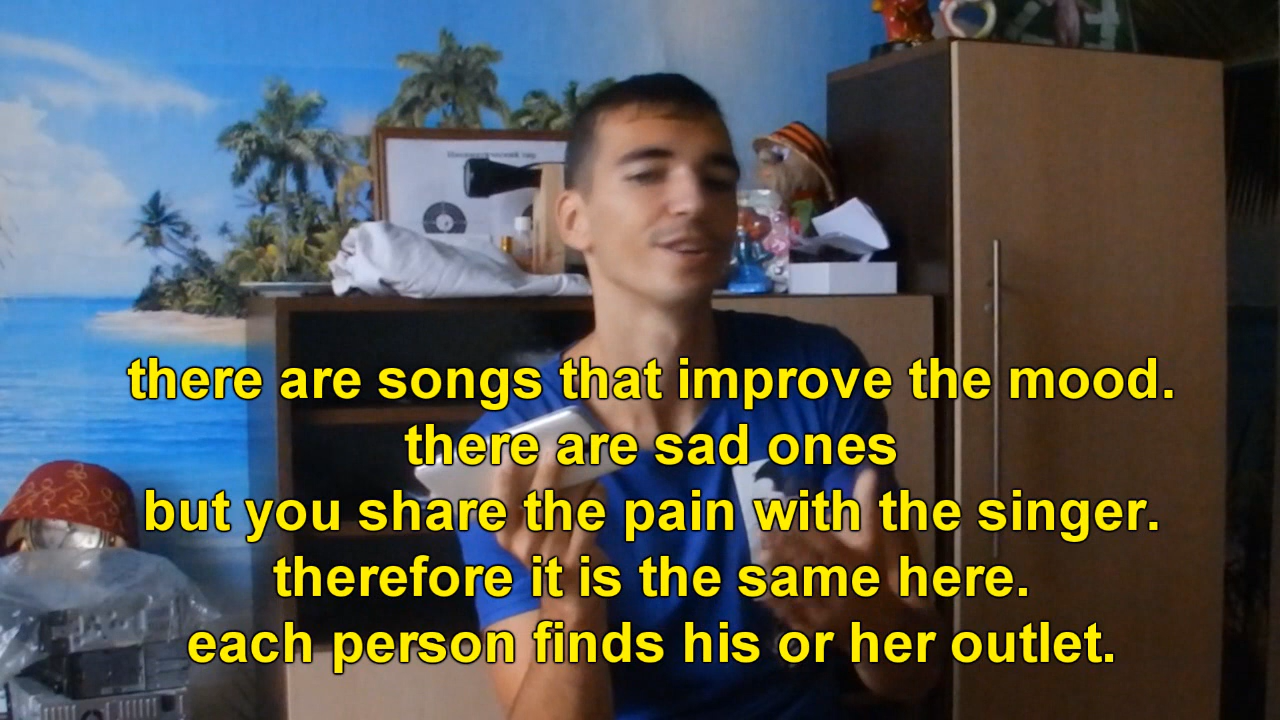 there are songs that improve the mood.
there are sad ones
but you share the pain with the singer.
therefore it is the same here.
each person finds his or her outlet.